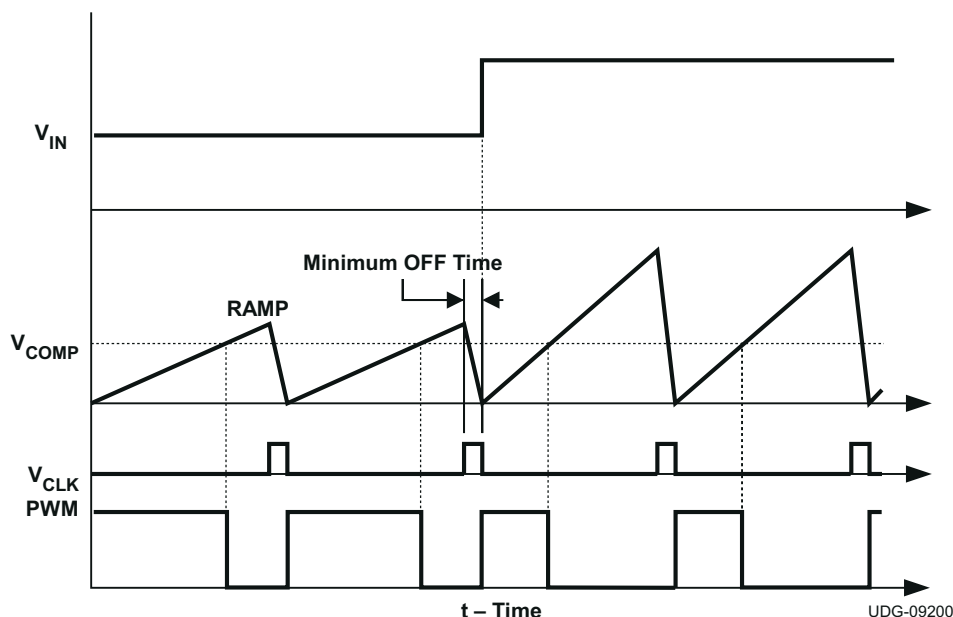 V_IN
Minimum OFF Time
RAMP
V_COMP
V_CLK
PWM
t – Time
UDG-09200